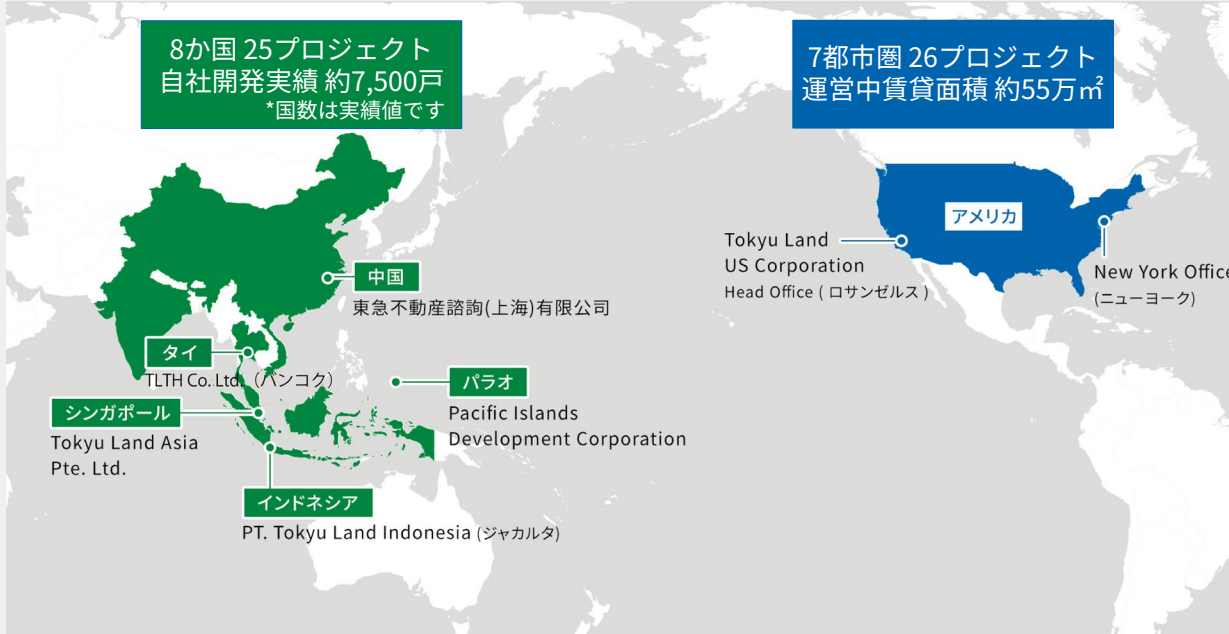 8か国 25プロジェクト
自社開発実績 約7,500戸
*国数は実績値です
7都市圏 26プロジェクト
運営中賃貸面積 約55万㎡
アメリカ
Tokyu Land
US Corporation
Head Office ( ロサンゼルス )
New York Office
(ニューヨーク)
中国
東急不動産諮詢(上海)有限公司
タイ
TLTH Co. Ltd.（バンコク）
シンガポール
Tokyu Land Asia
Pte. Ltd.
パラオ
Pacific Islands
Development Corporation
インドネシア
PT. Tokyu Land Indonesia (ジャカルタ)